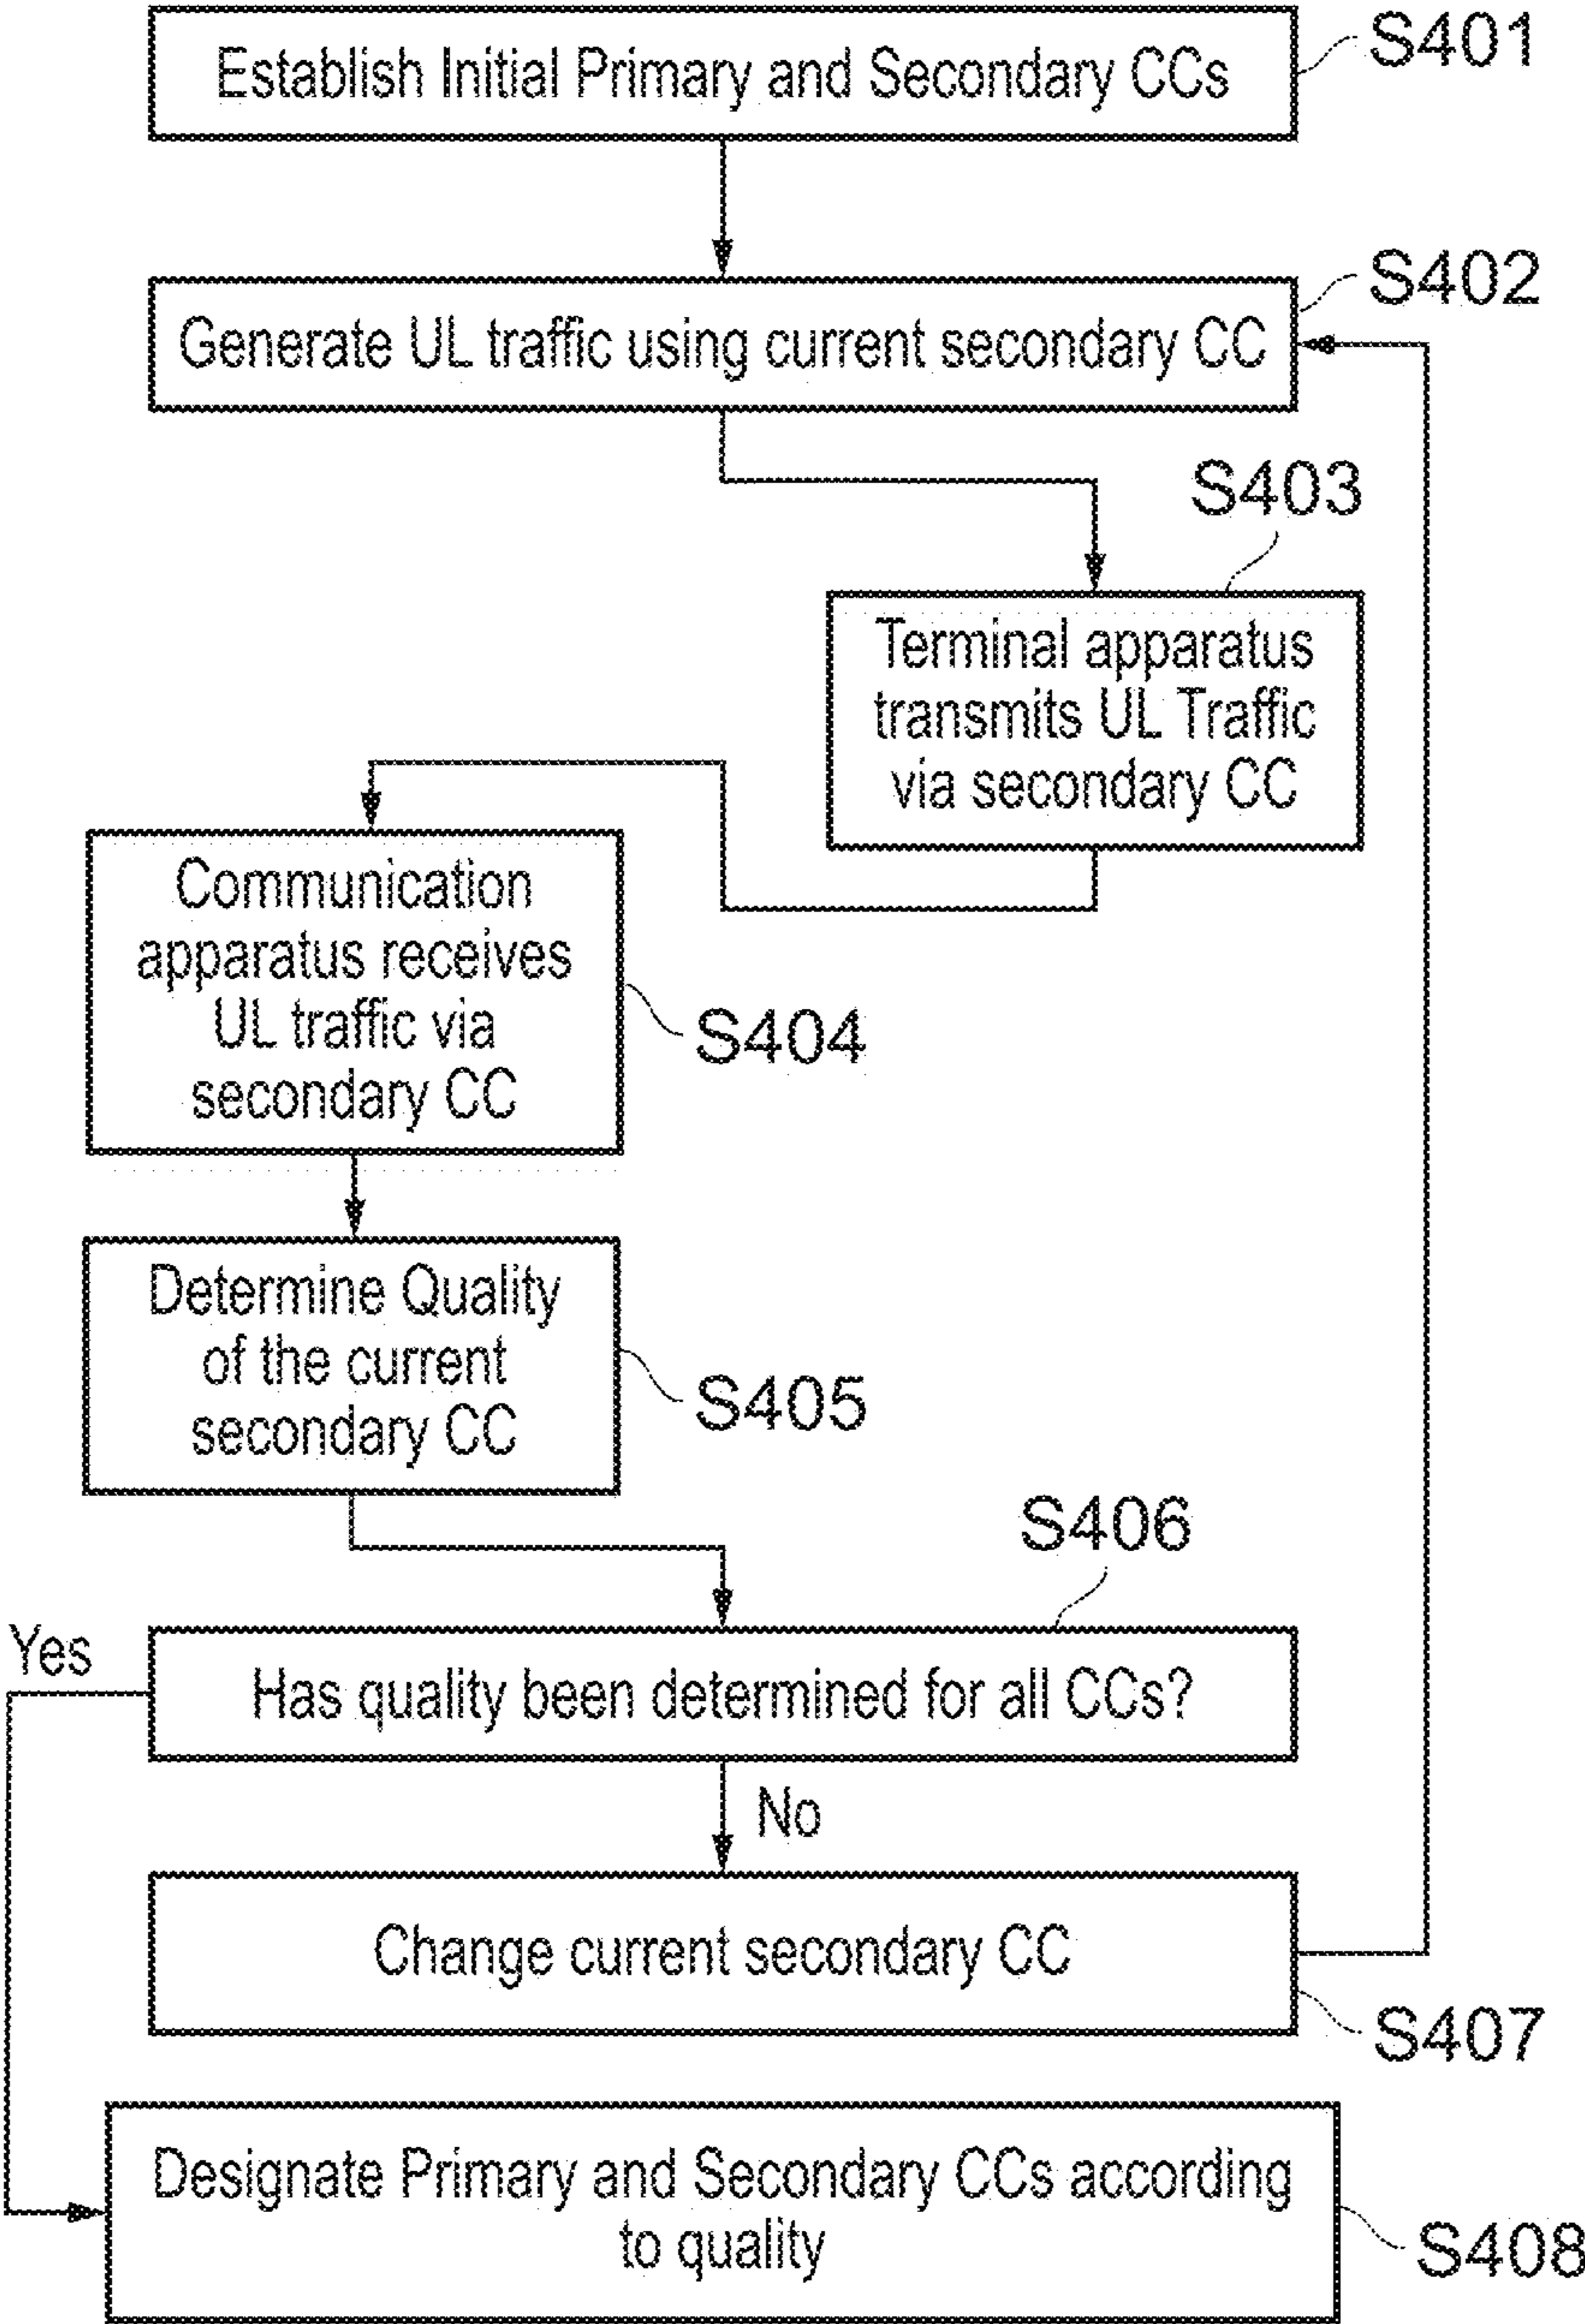 Establish Initial Primary and Secondary CCs
S401
S402
Generate UL traffic using current secondary CC
S403
Terminal apparatus
transmits UL Traffic
via secondary CC
Communication
apparatus receives
UL traffic via
secondary CC
S404
Determine Quality
of the current
secondary CC
S405
S406
Yes
Has quality been determined for all CCs?
No
Change current secondary CC
S407
Designate Primary and Secondary CCs according
to quality
S408